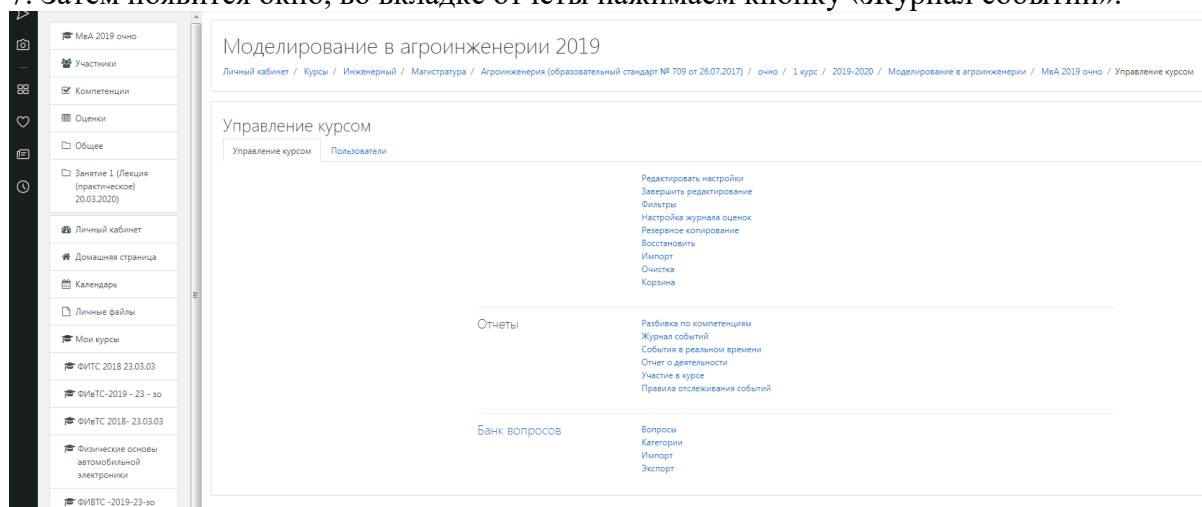 7. Затем появится окно, во вкладке отчеты нажимаем кнопку «Журнал событий».
МвА 2019 очно
Участники
Компетенции
Оценки
Общее
Занятие 1 (Лекция
(практическое)
20.03.2020)
Личный кабинет
Домашняя страница
Календарь
Личные файлы
Мои курсы
ФИТС 2018 23.03.03
ФИвТС-2019 - 23 - зо
ФИвТС 2018- 23.03.03
Физические основы
автомобильной
электроники
ФИВТС -2019-23-зо
Моделирование в агроинженерии 2019
Личный кабинет / Курсы / Инженерный / Магистратура / Агроинженерия (образовательный стандарт № 709 от 26.07.2017) / очно / 1 курс / 2019-2020 / Моделирование в агроинженерии / МвА 2019 очно / Управление курсом
Управление курсом
Управление курсом Пользователи
Редактировать настройки
Завершить редактирование
Фильтры
Настройка журнала оценок
Резервное копирование
Восстановить
Импорт
Очистка
Корзина
Отчеты
Разбивка по компетенциям
Журнал событий
События в реальном времени
Отчет о деятельности
Участие в курсе
Правила отслеживания событий
Банк вопросов
Вопросы
Категории
Импорт
Экспорт